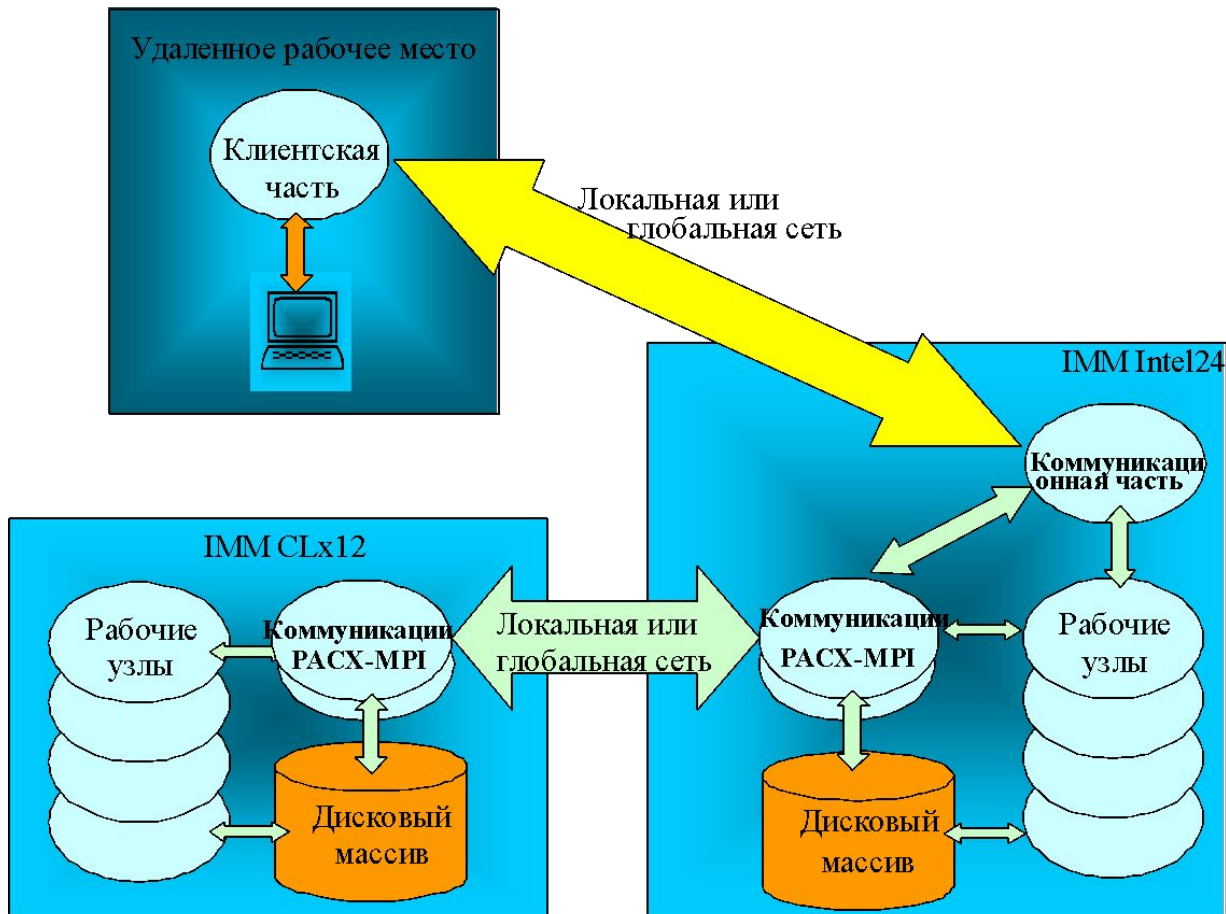 Удаленное рабочее место
Клиентская
часть
Локальная или
глобальная сеть
IMM Intel24
Коммуникаци
онная часть
IMM CLx12
Рабочие
узлы
Коммуникации
PACX-MPI
Локальная или
глобальная сеть
Коммуникации
PACX-MPI
Рабочие
узлы
Дисковый
массив
Дисковый
массив